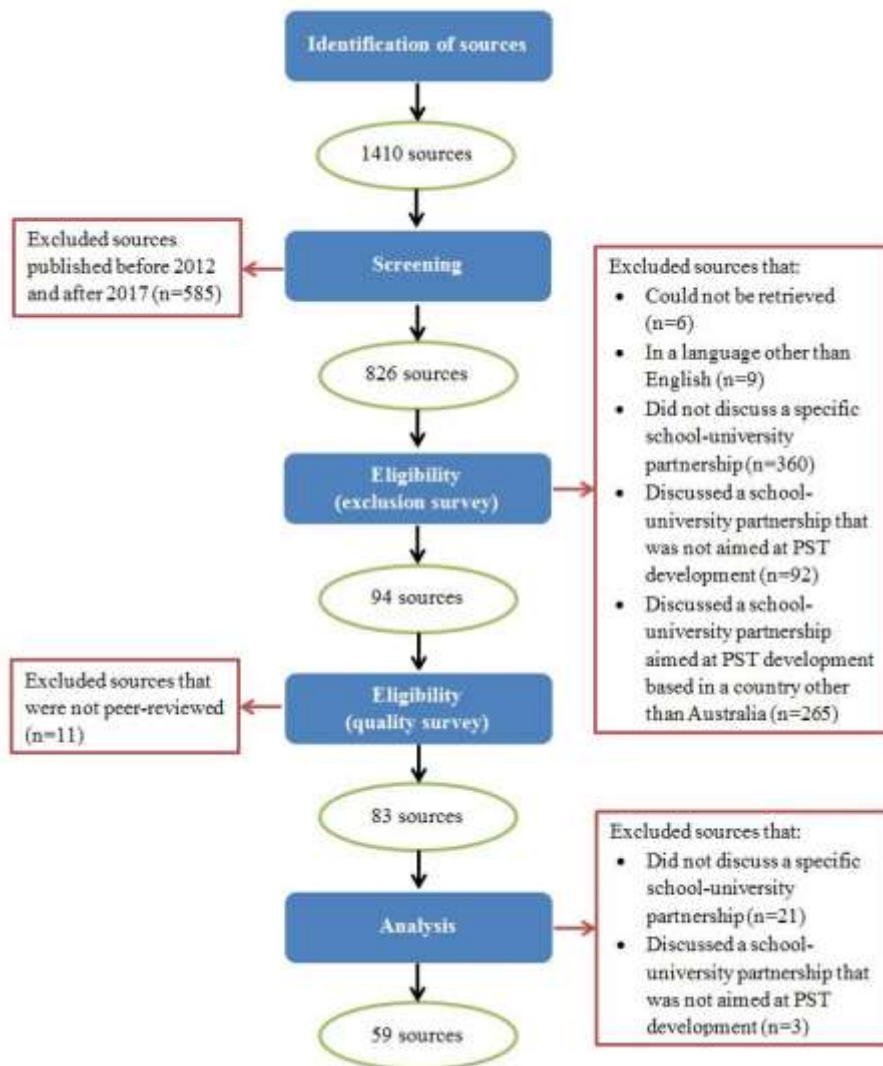 Identification of sources
1410 sources
Excluded sources
published before 2012
and after 2017 (n=585)
Screening
826 sources
Excluded sources that:
• Could not be retrieved
(n=6)
• In a language other than
English (n=9)
• Did not discuss a specific
school-university
partnership (n=360)
• Discussed a school-
university partnership that
was not aimed at PST
development (n=92)
• Discussed a school-
university partnership
aimed at PST development
based in a country other
than Australia (n=265)
Eligibility
(exclusion survey)
94 sources
Excluded sources that
were not peer-reviewed
(n=11)
Eligibility
(quality survey)
83 sources
Excluded sources that:
• Did not discuss a specific
school-university
partnership (n=21)
• Discussed a school-
university partnership that
was not aimed at PST
development (n=3)
Analysis
59 sources